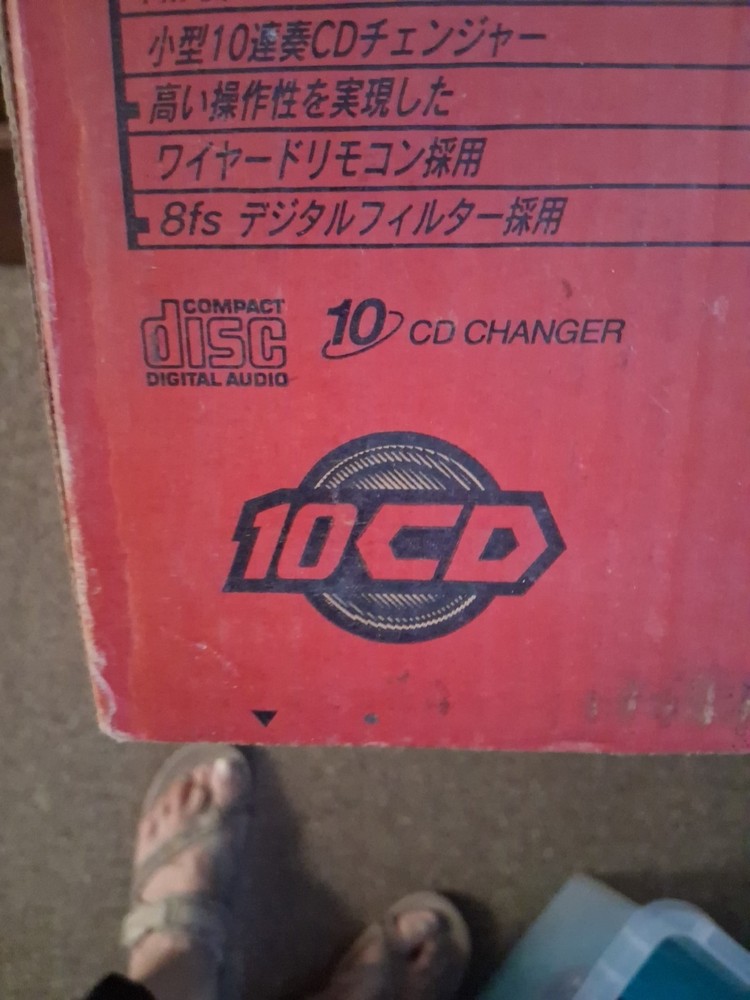 小型10連奏CDチェンジャー
高い操作性を実現した
ワイヤードリモコン採用
8fs デジタルフィルター採用
COMPACT
disc
DIGITAL AUDIO
10 CD CHANGER
10CD